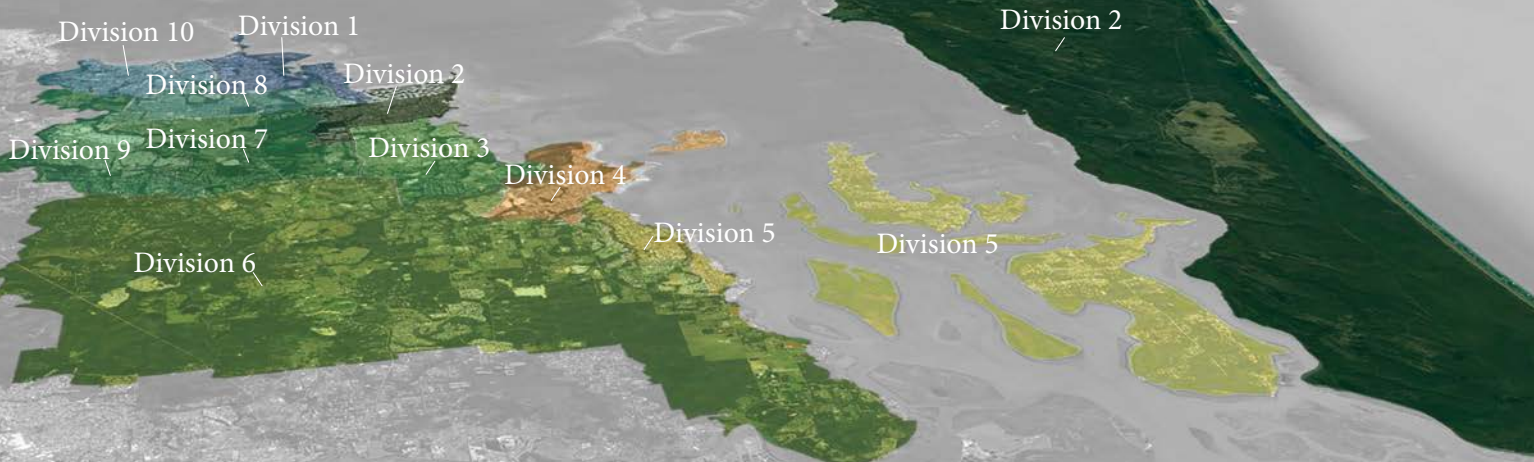 Division 2
Division 10
Division 1
Division 2
Division 8
Division 7
Division 9
Division 3
Division 4
Division 5
Division 5
Division 6